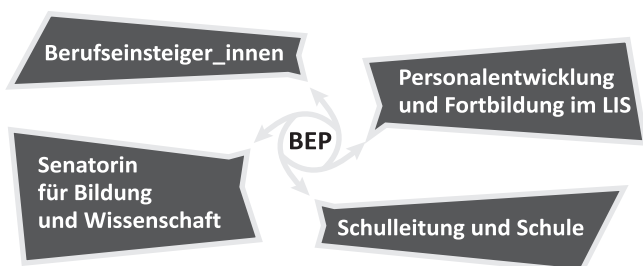 Berufseinsteiger_innen
Personalentwicklung
und Fortbildung im LIS
BEP
Senatorin
für Bildung
und Wissenschaft
Schulleitung und Schule